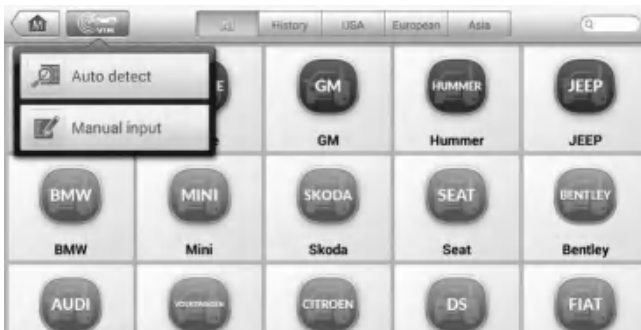 M VIN All History USA European Asia
Auto detect
Manual input
E GM HUMMER JEEP
e GM Hummer JEEP
BMW MINI SKODA SEAT BENTLEY
BMW Mini Skoda Seat Bentley
AUDI VOLKSWAGEN CITROEN DS FIAT